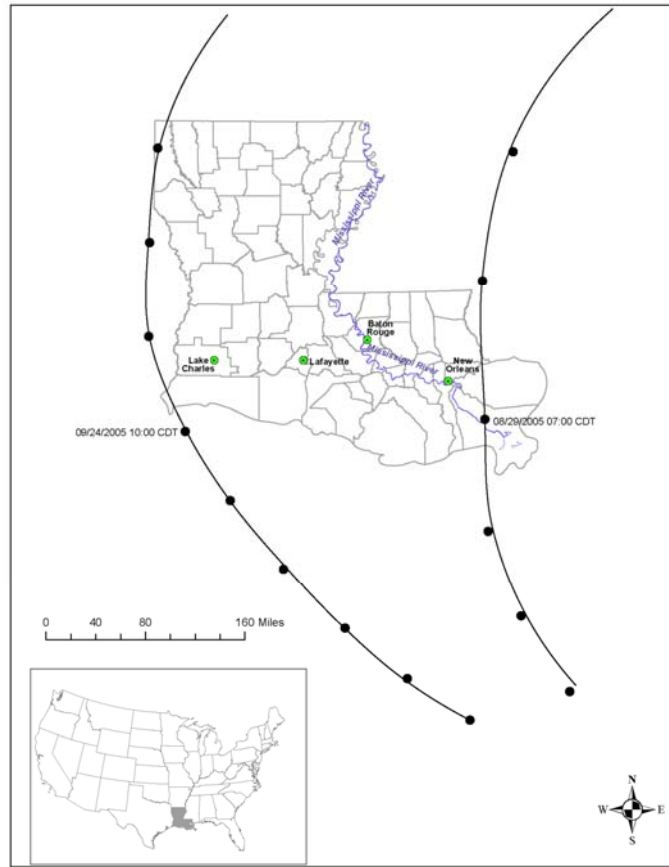 Mississippi River
Baton
Rouge
Mississippi River
Lake
Charles
Lafayette
New
Orleans
09/24/2005 10:00 CDT
08/29/2005 07:00 CDT
0 40 80 160 Miles
N
W E
S